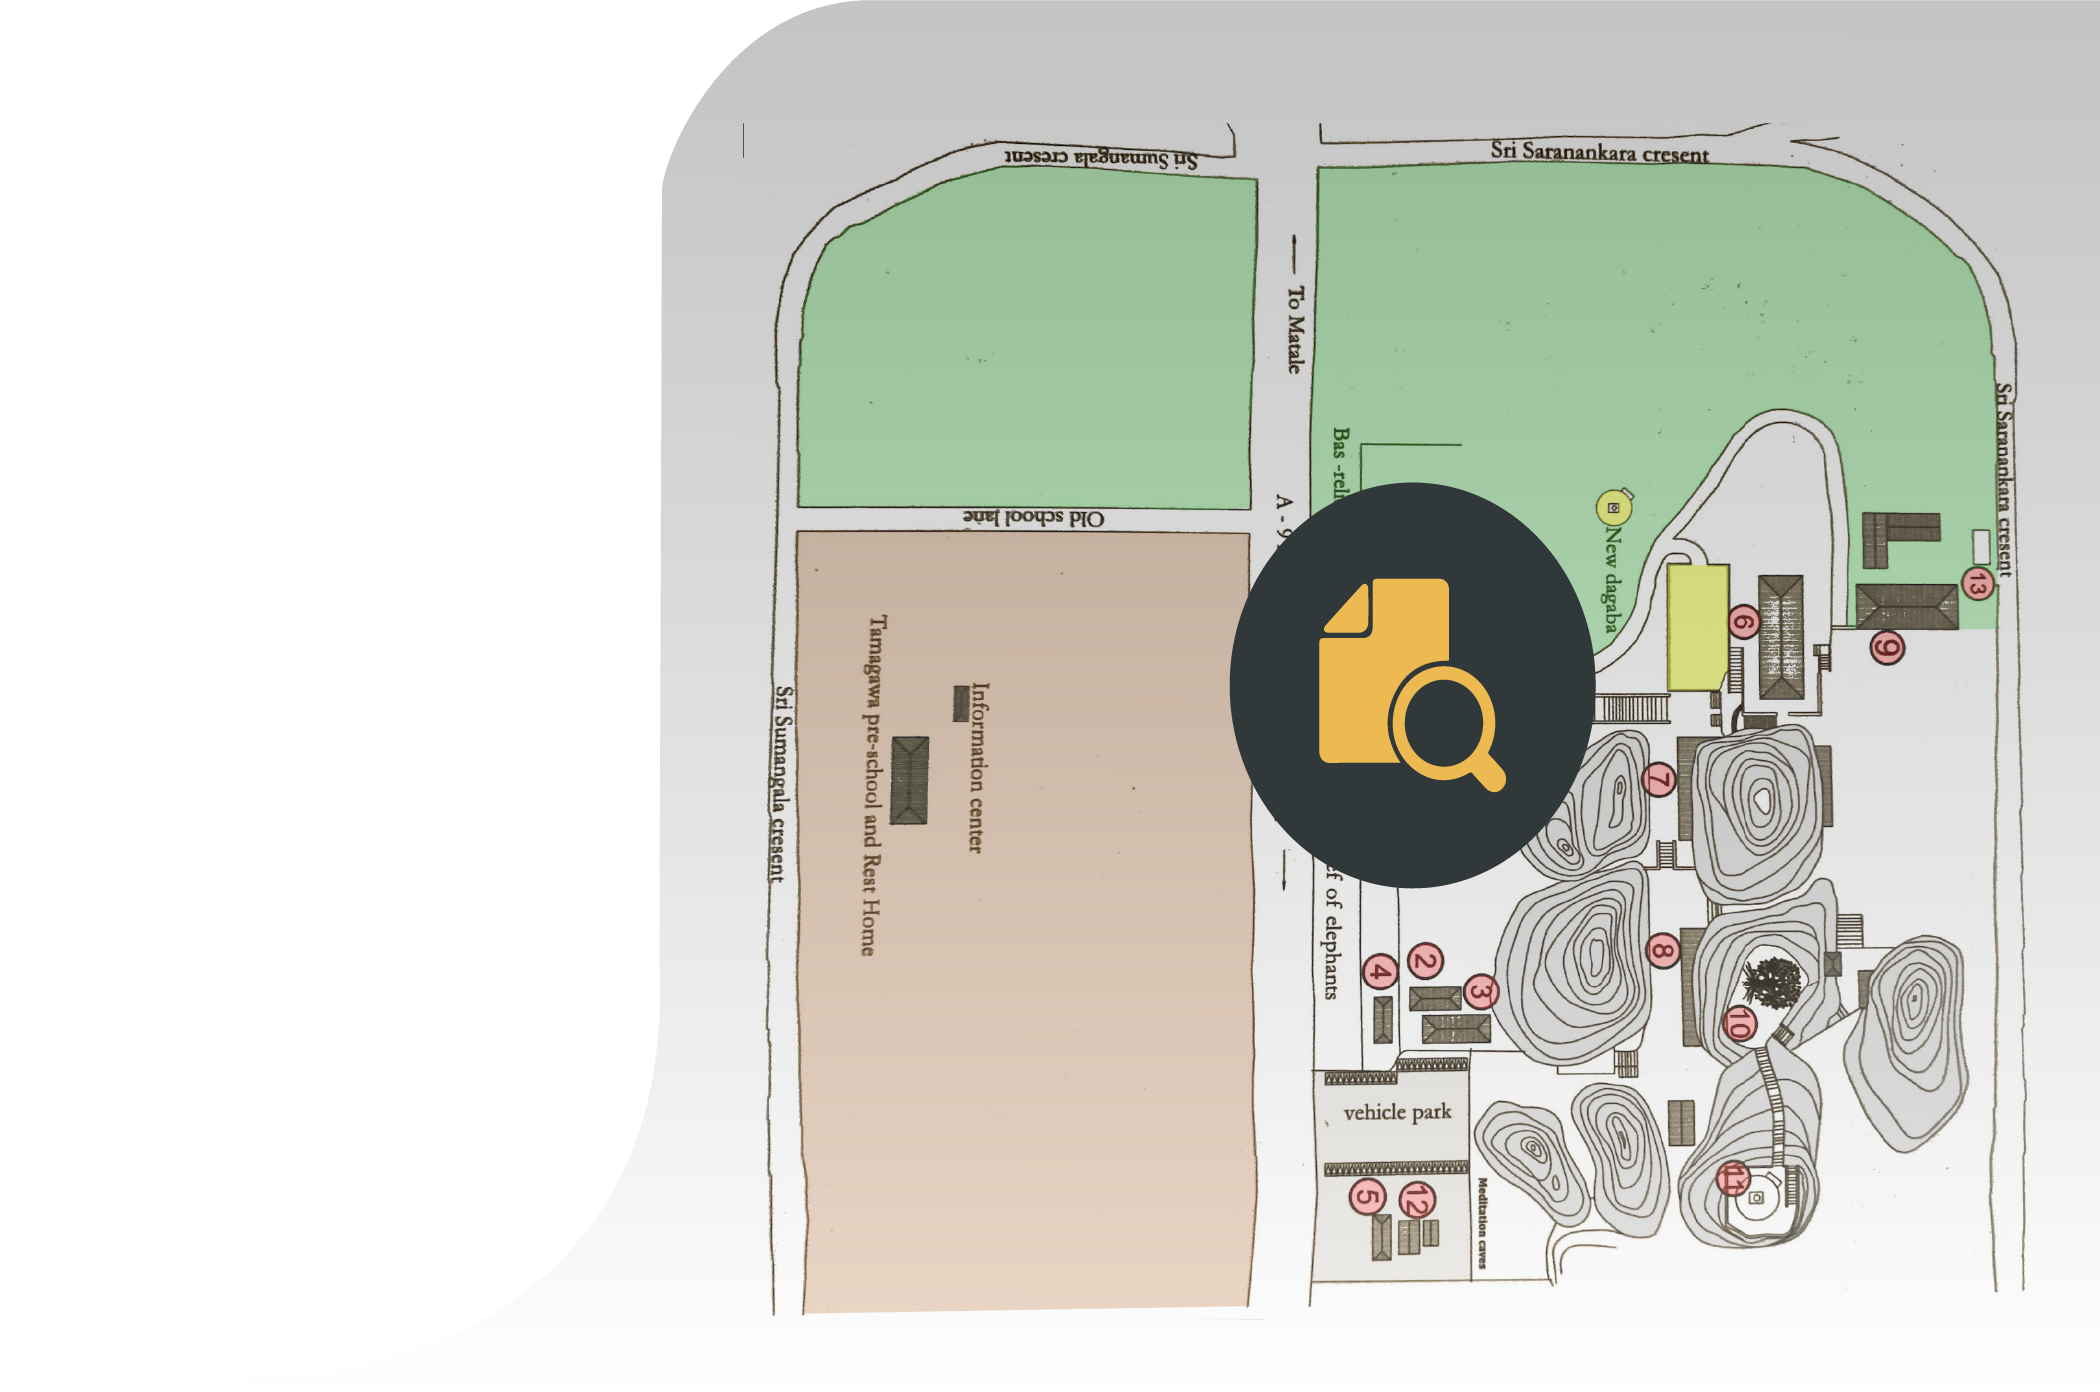 Sri Sumangala cresent
Sri Saranankara cresent
To Matale
Sri Saranankara cresent
Bas -reli
A - 9
Old school lane
New dagaba
13
6
9
Tamagawa pre-school and Rest Home
Information center
Sri Sumangala cresent
7
ef of elephants
8
2
4
3
10
vehicle park
11
5
12
Meditation caves